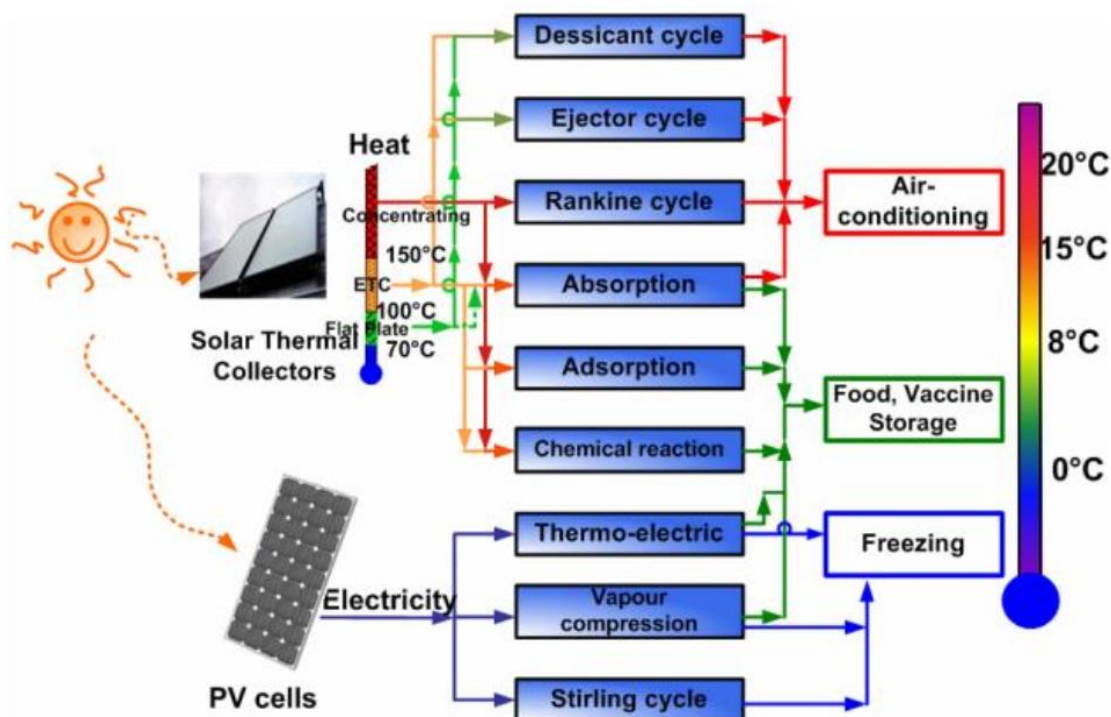 Dessicant cycle
Ejector cycle
Heat
Rankine cycle
Concentrating
150°C
Absorption
ETC
100°C
Flat Plate
70°C
Solar Thermal
Collectors
Adsorption
Chemical reaction
Thermo-electric
Electricity
Vapour
compression
PV cells
Stirling cycle
Air-
conditioning
Food, Vaccine
Storage
Freezing
20°C
15°C
8°C
0°C